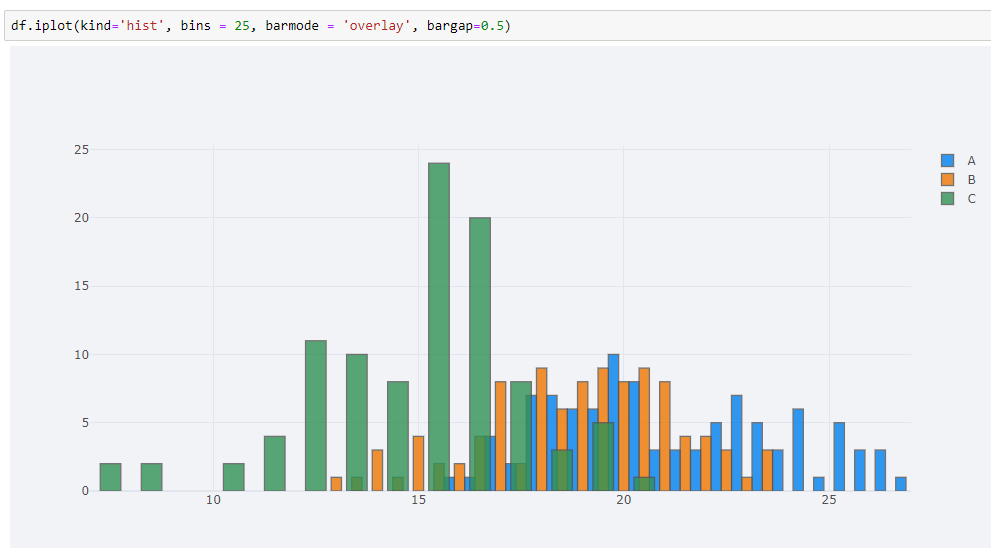 df.iplot(kind='hist', bins = 25, barmode = 'overlay', bargap=0.5)
25
20
15
10
5
0
10 15 20 25
A
B
C